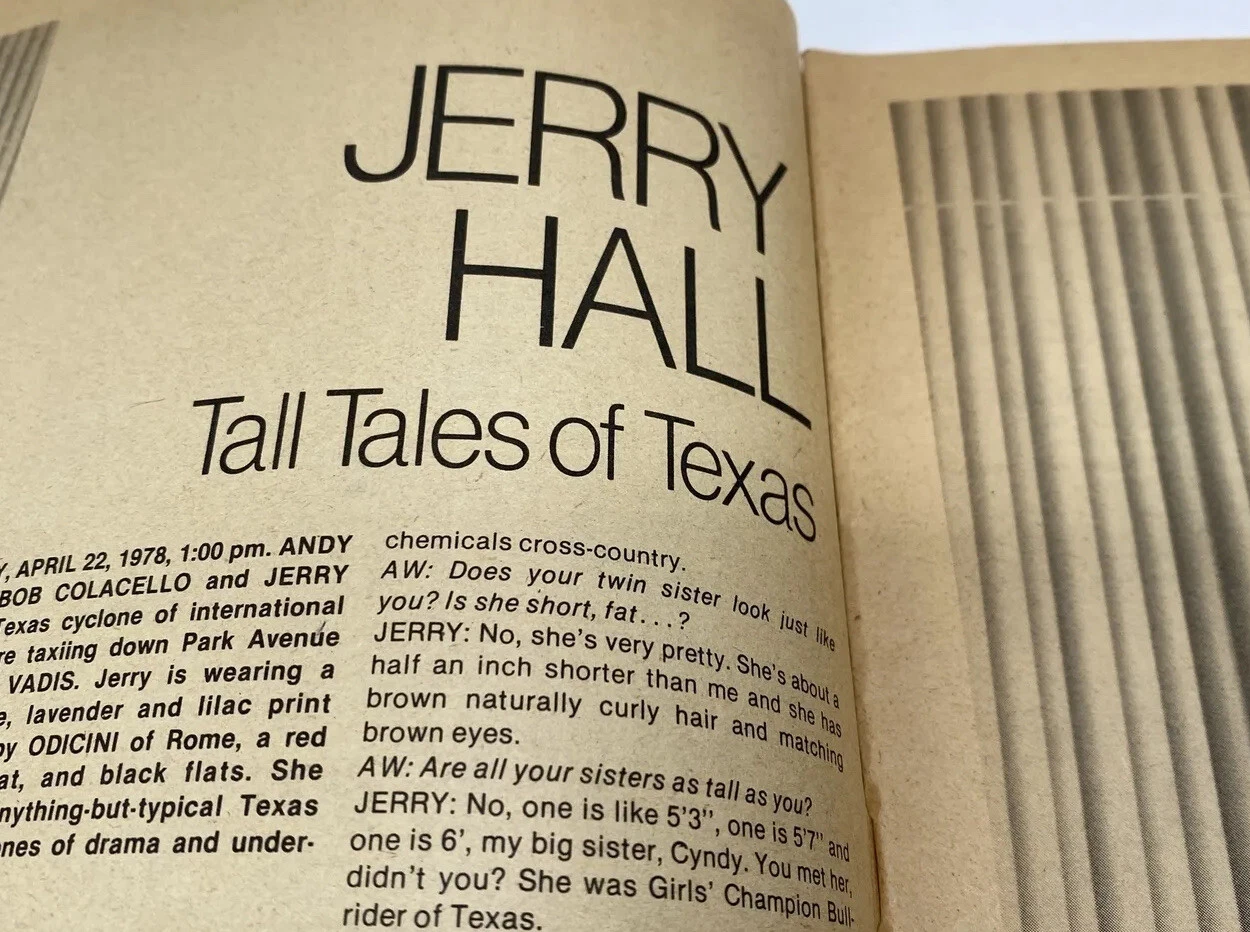 JERRY
HALL
Tall Tales of Texas
APRIL 22, 1978, 1:00 pm. ANDY
BOB COLACELLO and JERRY
Texas cyclone of international
taxiing down Park Avenue
VADIS. Jerry is wearing a
lavender and lilac print
by ODICINI of Rome, a red
and black flats. She
nything-but-typical Texas
of drama and under-
chemicals cross-country.
AW: Does your twin sister look just like
you? Is she short, fat...?
JERRY: No, she's very pretty. She's about a
half an inch shorter than me and she has
brown naturally curly hair and matching
brown eyes.
AW: Are all your sisters as tall as you?
JERRY: No, one is like 5'3", one is 5'7" and
one is 6', my big sister, Cyndy. You met her,
didn't you? She was Girls' Champion Bull-
rider of Texas.